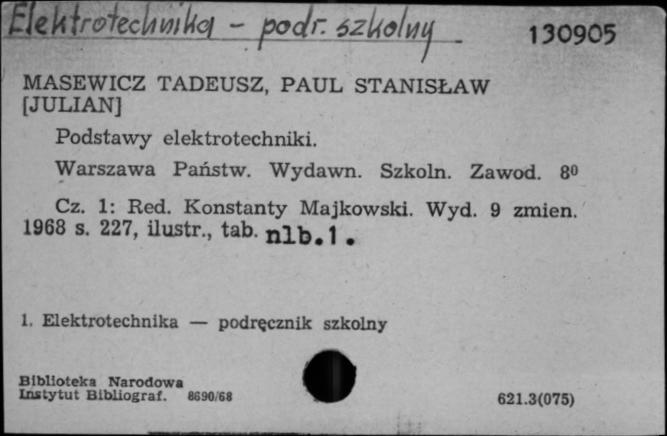 Elektrotechnika - podr. szkolny
130905
MASEWICZ TADEUSZ, PAUL STANISŁAW
[JULIAN]
Podstawy elektrotechniki.
Warszawa Państw. Wydawn. Szkoln. Zawod. 8⁰
Cz. 1: Red. Konstanty Majkowski. Wyd. 9 zmien.
1968 s. 227, ilustr., tab. nlb.1.
1. Elektrotechnika — podręcznik szkolny
Biblioteka Narodowa
Instytut Bibliograf. 8690/68
621.3(075)